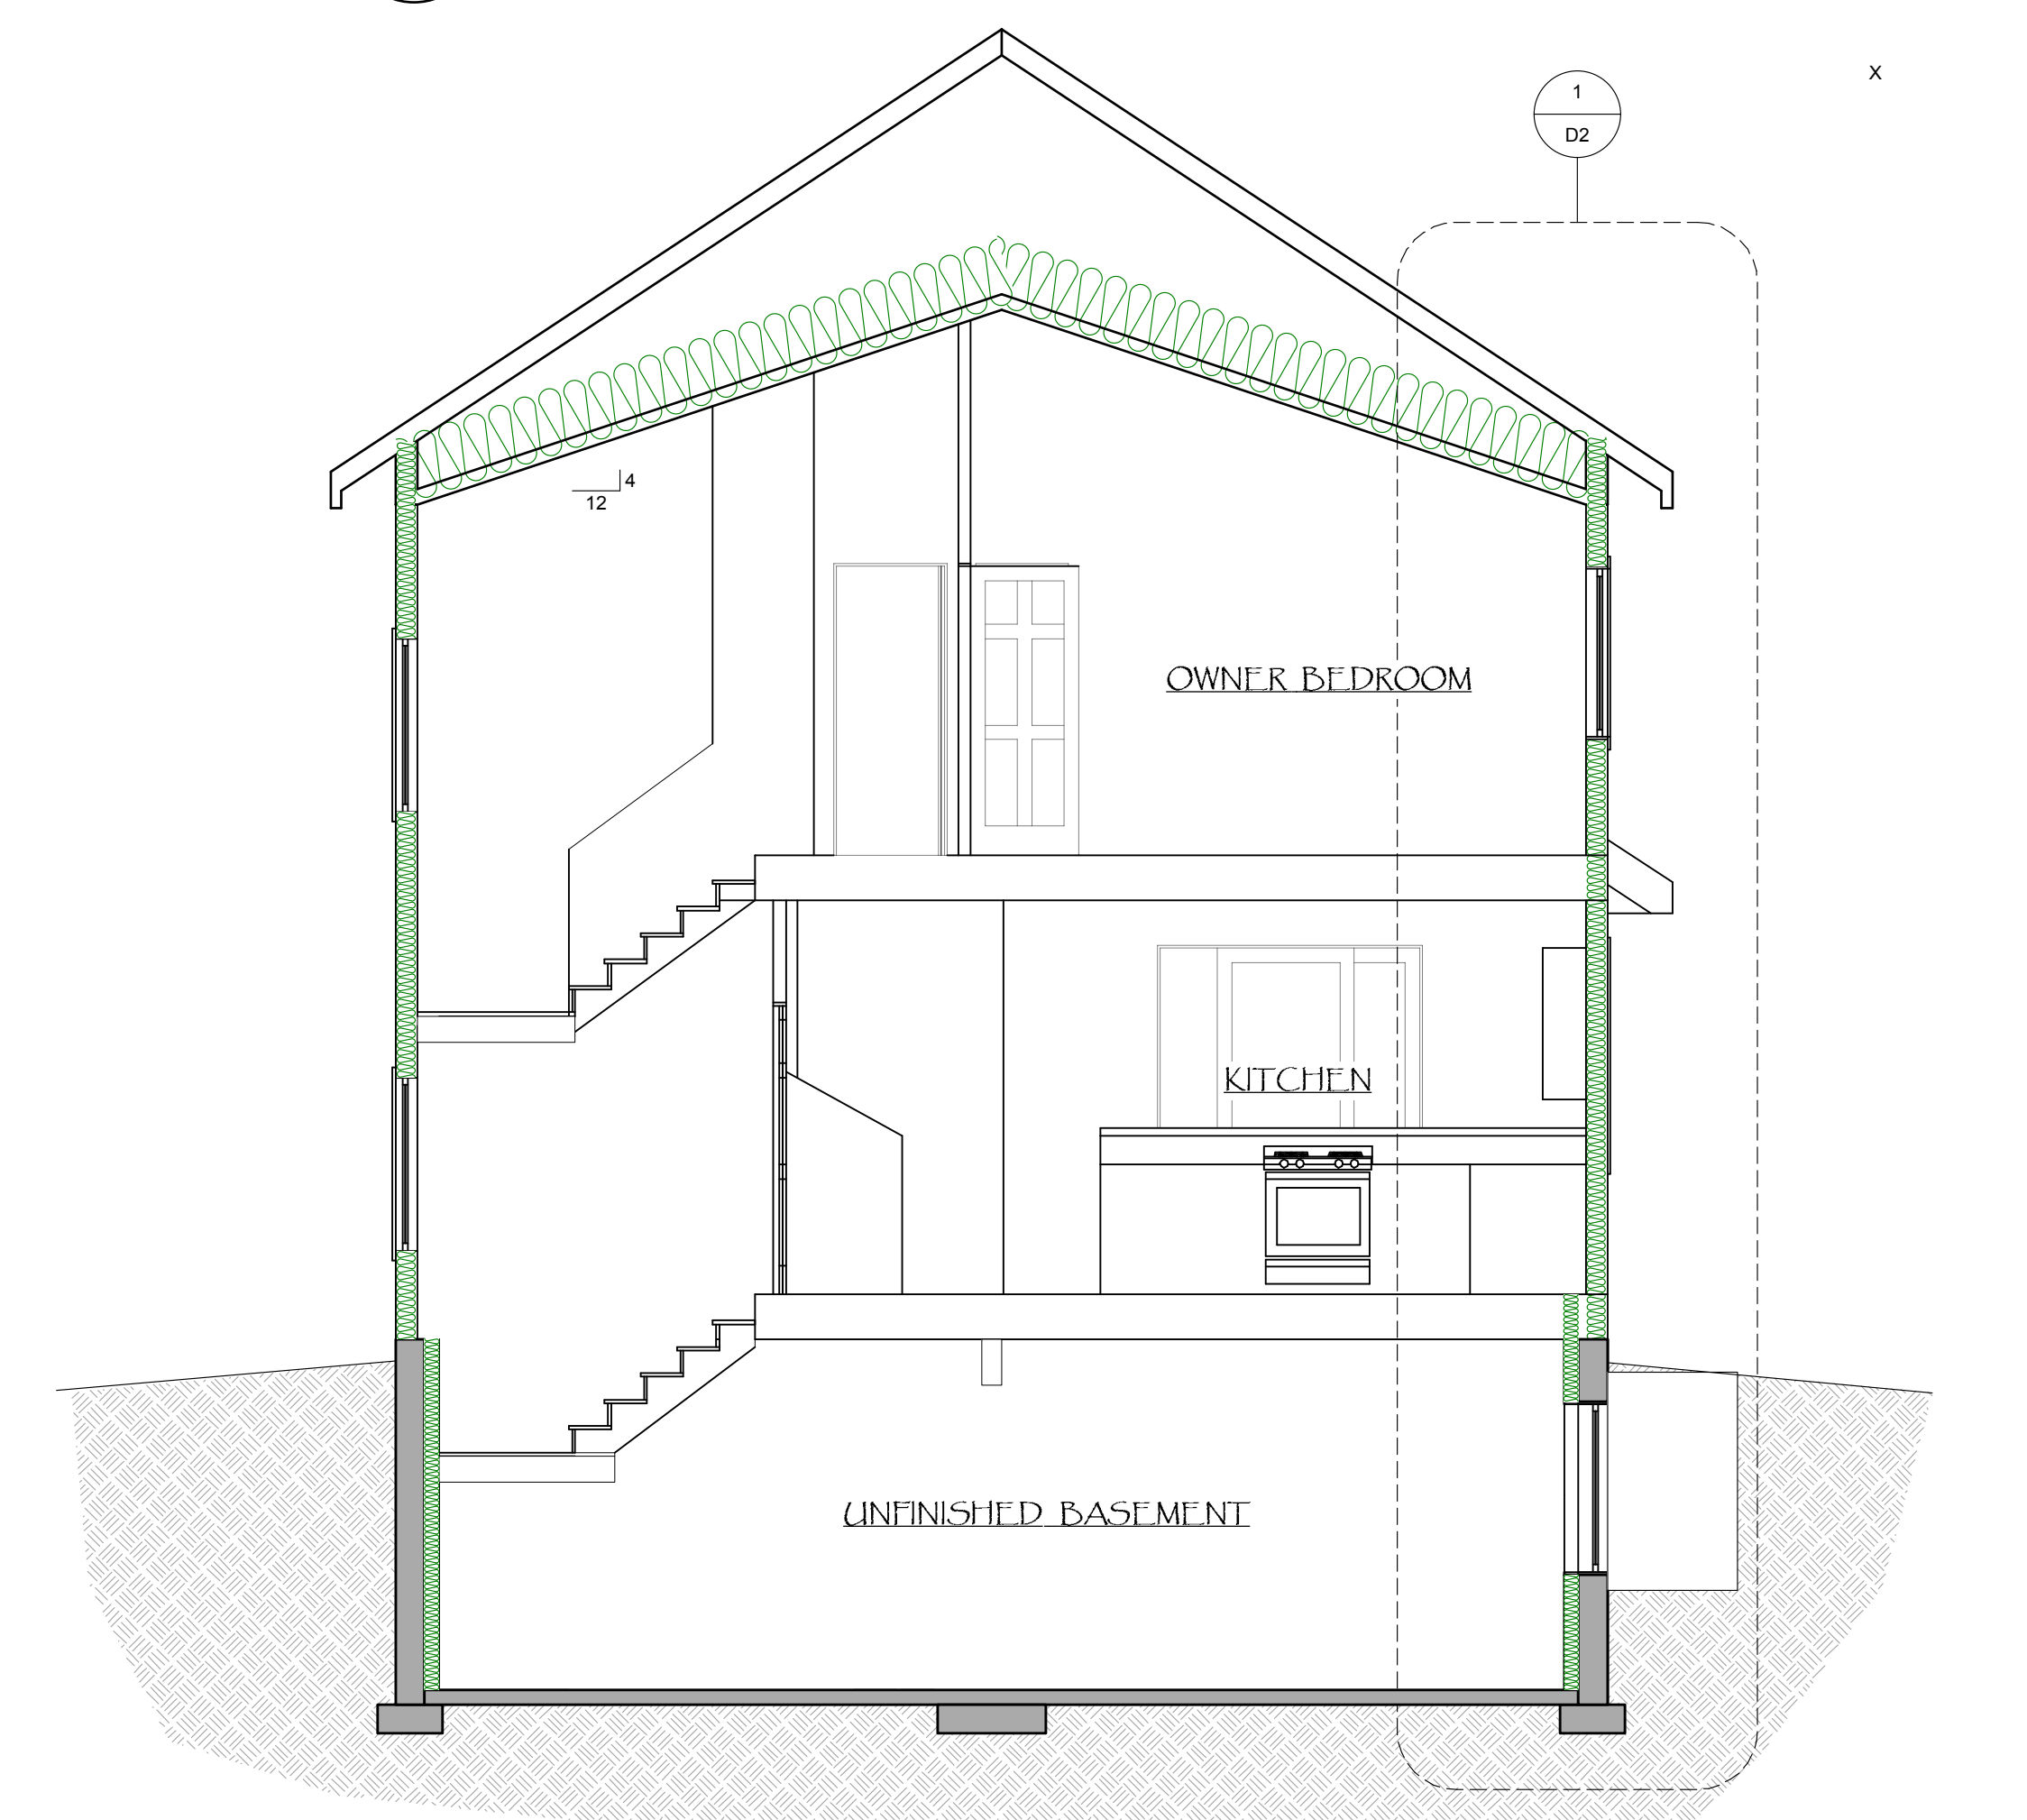 X
1
D2
4
12
OWNER BEDROOM
KITCHEN
UNFINISHED BASEMENT